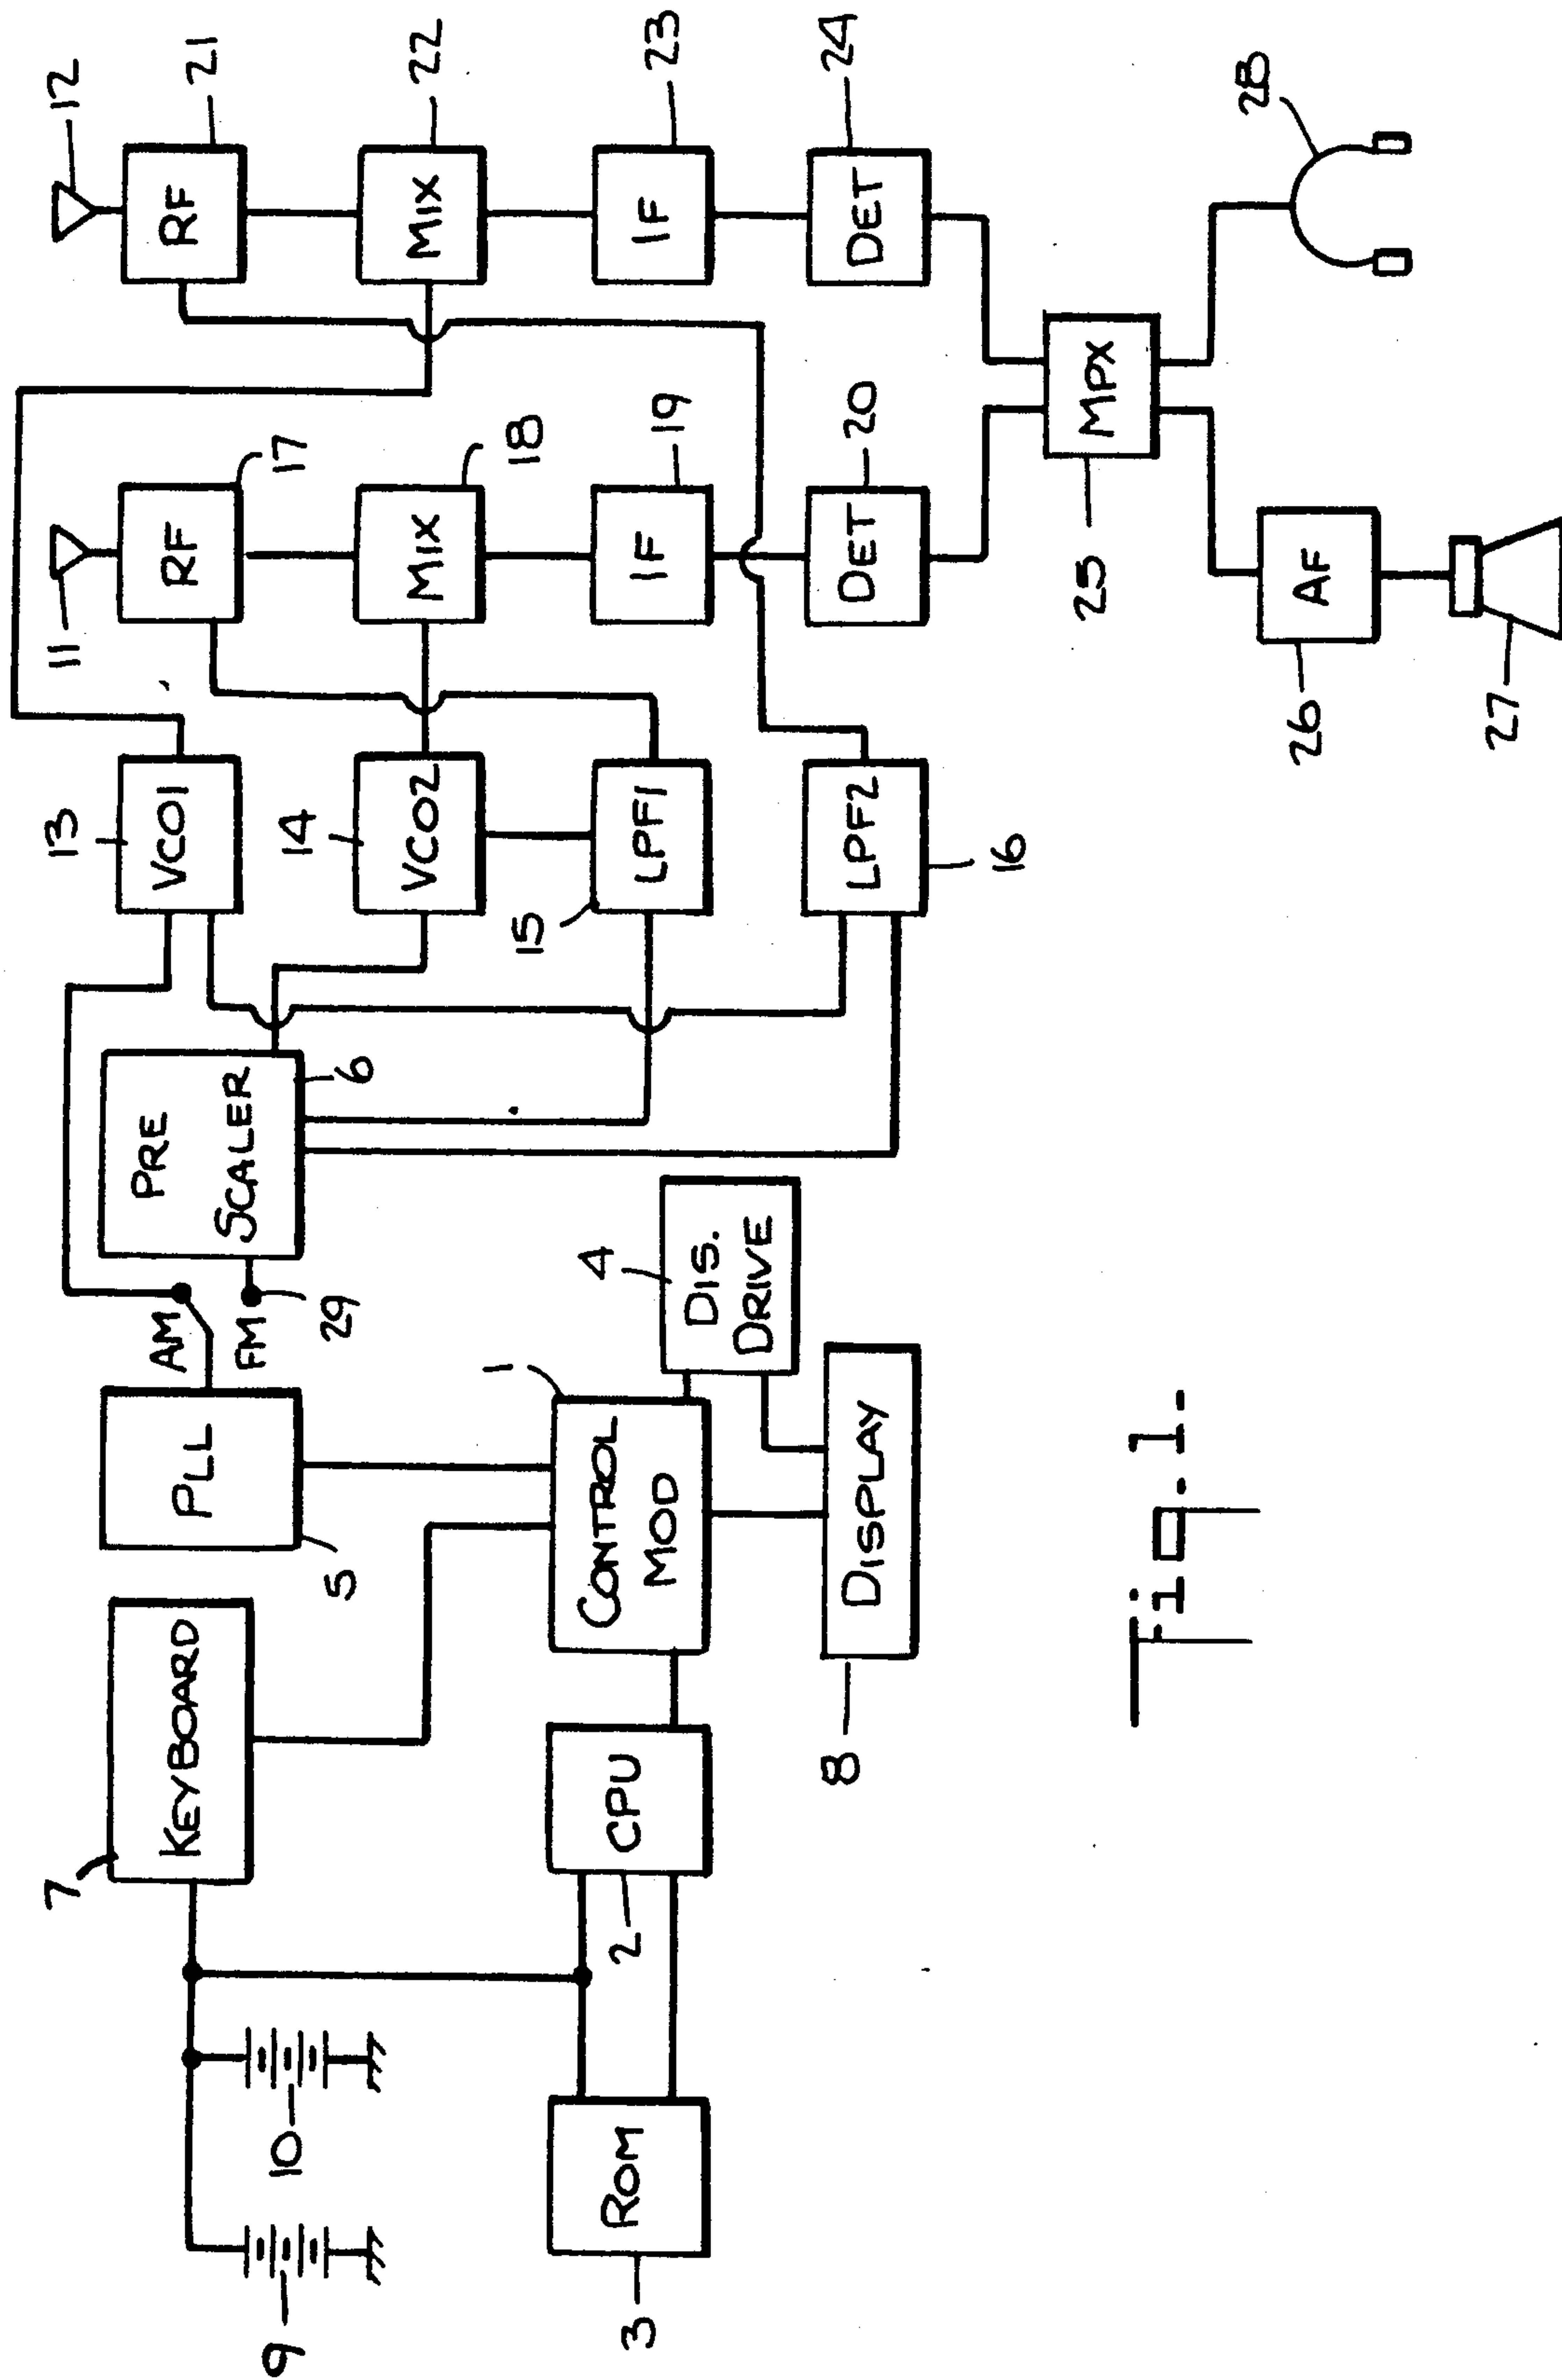 12
21
RF
22
MIX
23
IF
24
DET
11
17
RF
18
MIX
19
IF
20
DET
25
MPX
28
26
AF
27
13
VCO1
14
VCO2
15
LPF1
LPF2
16
PRE
SCALER
6
AM
FM
29
PLL
5
4
DIS.
DRIVE
1
CONTROL
MOD
DISPLAY
8
7
KEYBOARD
CPU
2
9
10
ROM
3
Fig.1.